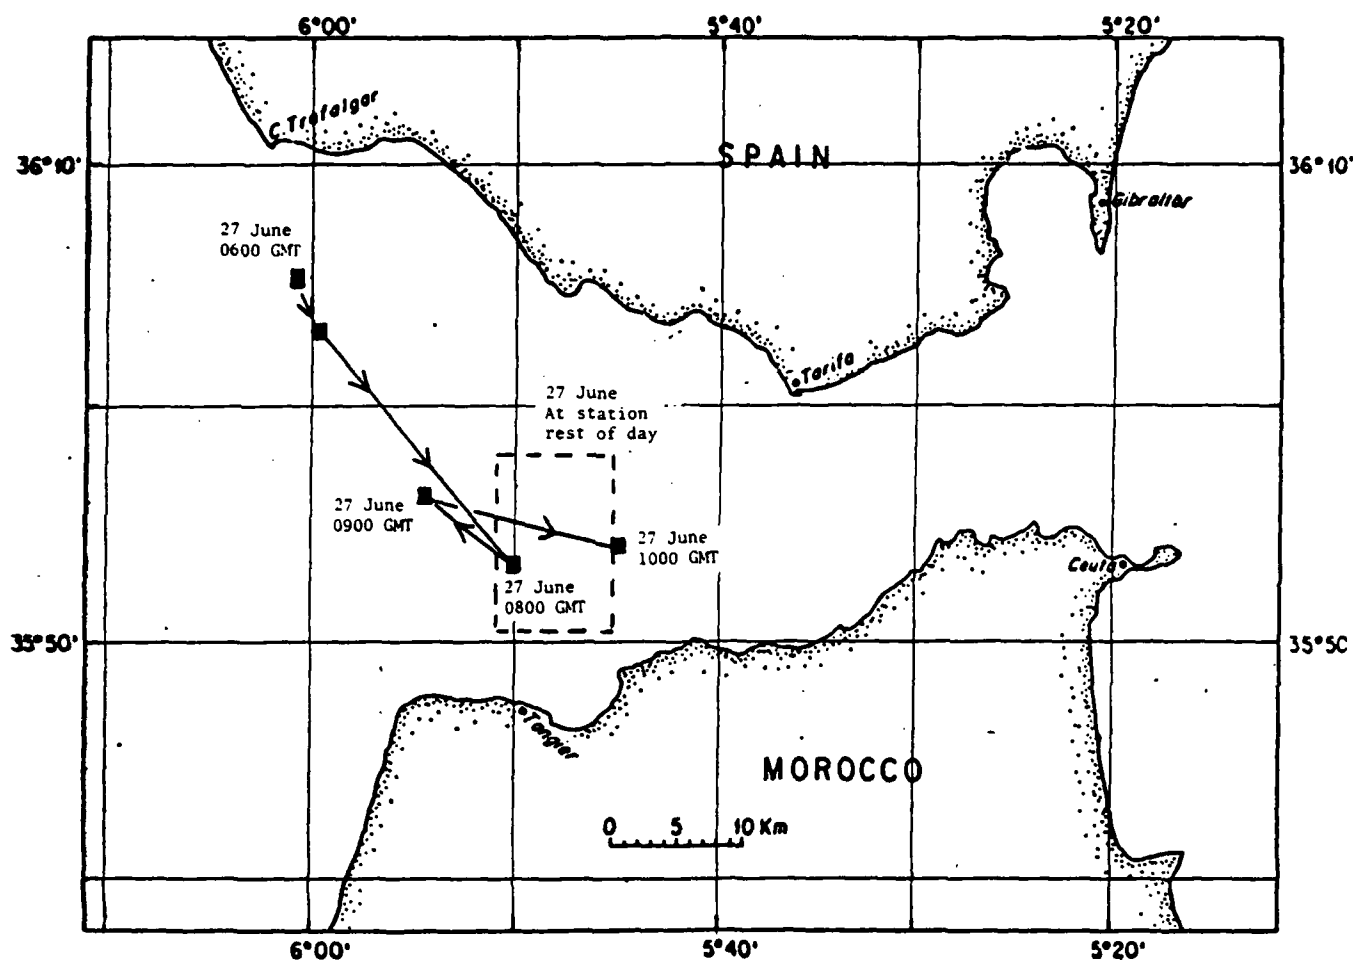 6°00'
5°40'
5°20'
C. Trafalgar
36°10'
SPAIN
36°10'
Gibraltar
27 June
0600 GMT
Tarifa
27 June
At station
rest of day
27 June
0900 GMT
27 June
1000 GMT
Ceuta
27 June
0800 GMT
35°50'
35°50
Tangier
MOROCCO
0 5 10 Km
6°00'
5°40'
5°20'